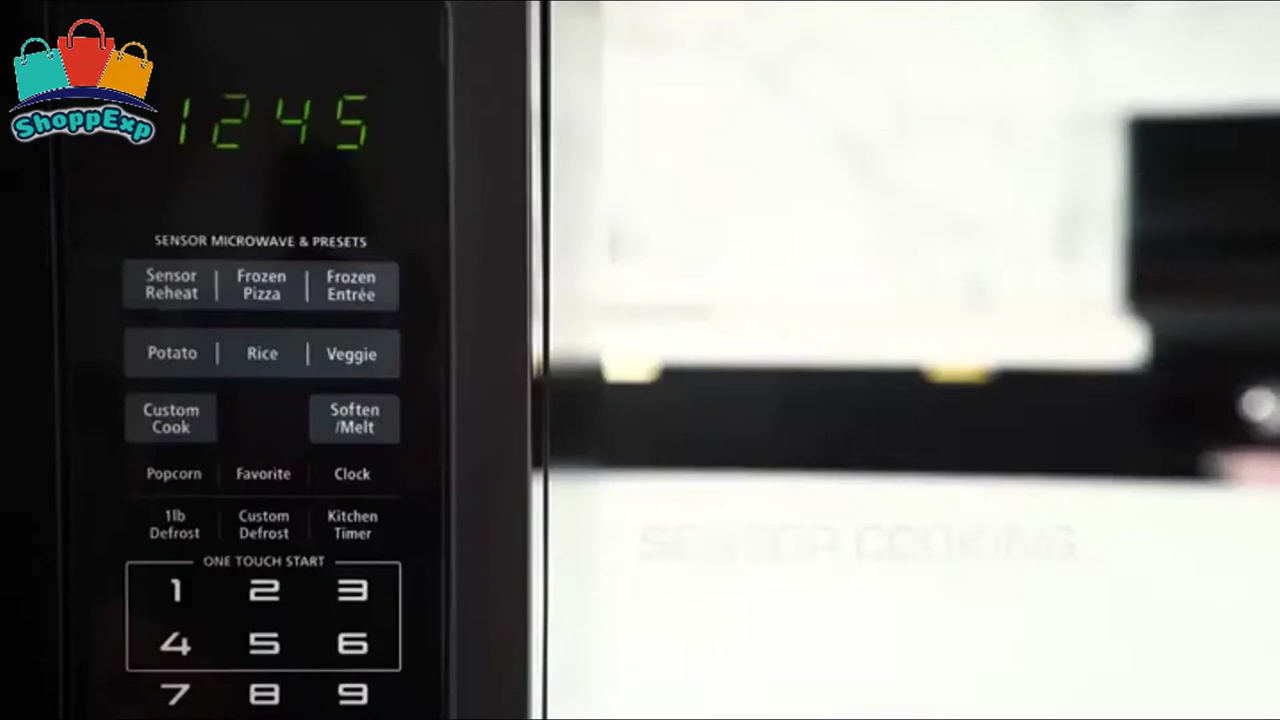 ShoppExp
1245
SENSOR MICROWAVE & PRESETS
Sensor Reheat | Frozen Pizza | Frozen Entrée
Potato | Rice | Veggie
Custom Cook
Soften /Melt
Popcorn Favorite Clock
1lb Defrost Custom Defrost Kitchen Timer
ONE TOUCH START
1 2 3
4 5 6
7 8 9
SENSOR COOKING